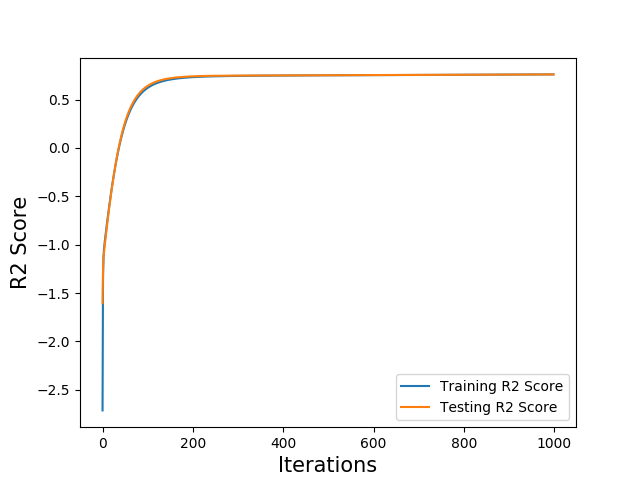 0.5
0.0
−0.5
−1.0
−1.5
−2.0
−2.5
R2 Score
Training R2 Score
Testing R2 Score
0 200 400 600 800 1000
Iterations